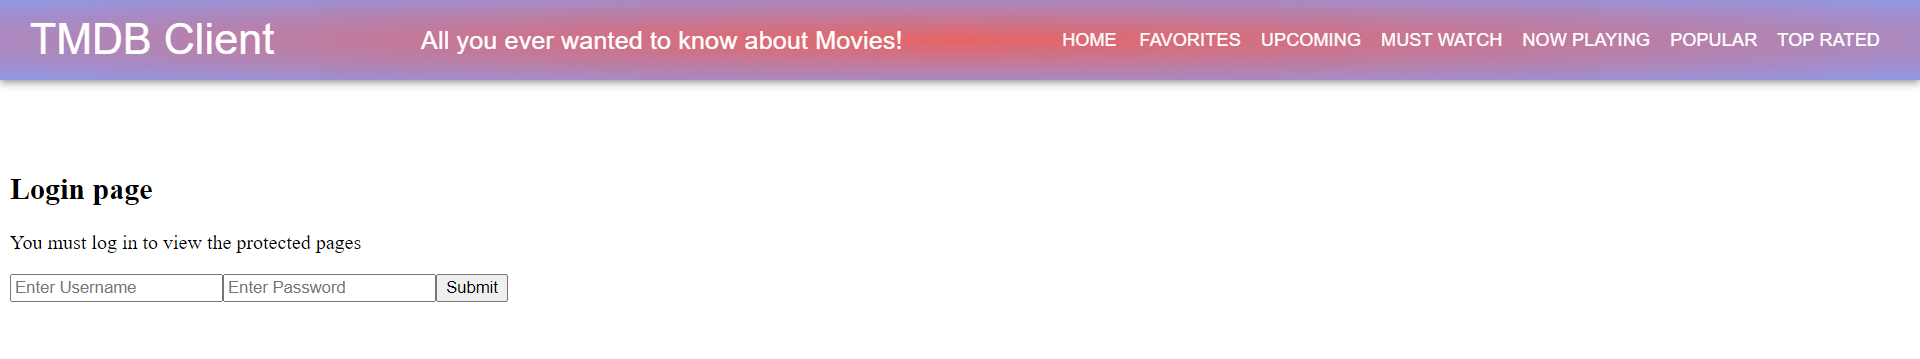 TMDB Client All you ever wanted to know about Movies! HOME FAVORITES UPCOMING MUST WATCH NOW PLAYING POPULAR TOP RATED
Login page
You must log in to view the protected pages
Enter Username Enter Password Submit